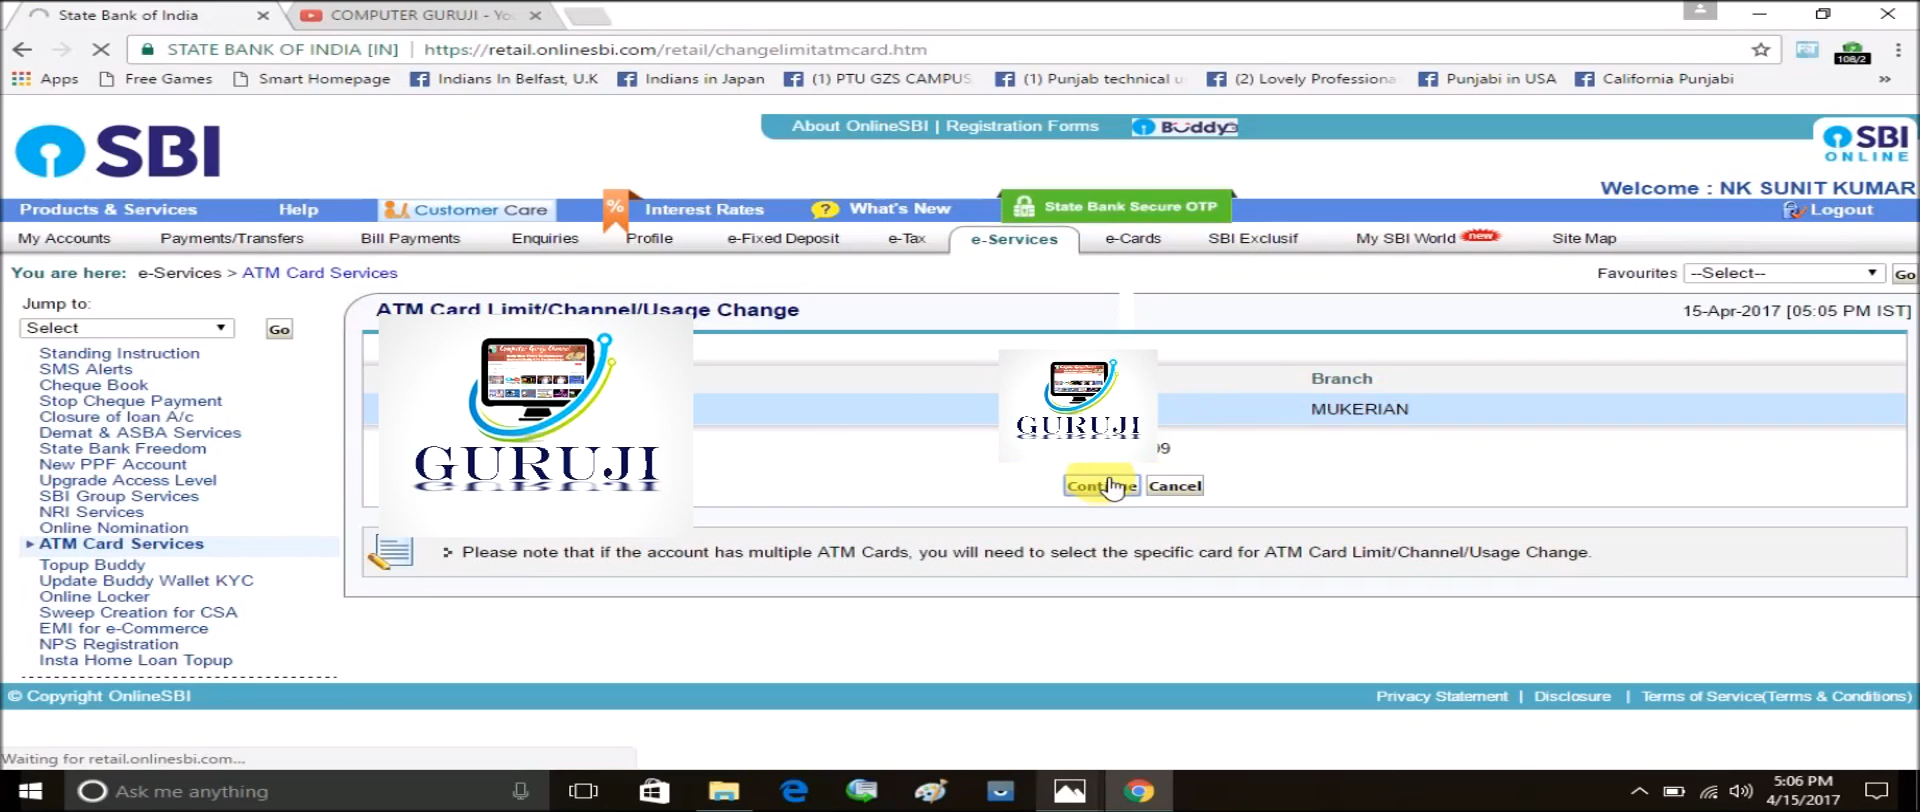 State Bank of India
COMPUTER GURUJI - Yo
STATE BANK OF INDIA [IN] | https://retail.onlinesbi.com/retail/changelimitatmcard.htm
108/2
Apps Free Games Smart Homepage Indians In Belfast, U.K Indians in Japan (1) PTU GZS CAMPUS (1) Punjab technical u (2) Lovely Professiona Punjabi in USA California Punjabi »
SBI
About OnlineSBI | Registration Forms Buddy
SBI
ONLINE
Welcome : NK SUNIT KUMAR
Products & Services Help Customer Care % Interest Rates ? What's New State Bank Secure OTP Logout
My Accounts Payments/Transfers Bill Payments Enquiries Profile e-Fixed Deposit e-Tax e-Services e-Cards SBI Exclusif My SBI World new Site Map
You are here: e-Services > ATM Card Services
Favourites --Select-- Go
Jump to:
Select Go
Standing Instruction
SMS Alerts
Cheque Book
Stop Cheque Payment
Closure of loan A/c
Demat & ASBA Services
State Bank Freedom
New PPF Account
Upgrade Access Level
SBI Group Services
NRI Services
Online Nomination
ATM Card Services
Topup Buddy
Update Buddy Wallet KYC
Online Locker
Sweep Creation for CSA
EMI for e-Commerce
NPS Registration
Insta Home Loan Topup
ATM Card Limit/Channel/Usage Change
15-Apr-2017 [05:05 PM IST]
Branch
MUKERIAN
GURUJI
GURUJI
99
Continue Cancel
Please note that if the account has multiple ATM Cards, you will need to select the specific card for ATM Card Limit/Channel/Usage Change.
© Copyright OnlineSBI
Privacy Statement | Disclosure | Terms of Service(Terms & Conditions)
Waiting for retail.onlinesbi.com...
Ask me anything
5:06 PM
4/15/2017